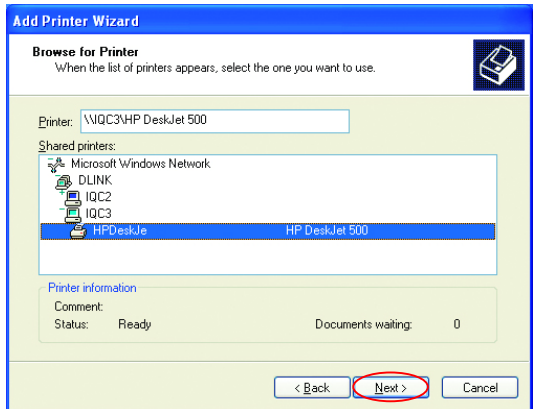 Add Printer Wizard
Browse for Printer
When the list of printers appears, select the one you want to use.
Printer: \\IQC3\HP DeskJet 500
Shared printers:
Microsoft Windows Network
DLINK
IQC2
IQC3
HPDeskJe HP DeskJet 500
Printer information
Comment:
Status: Ready Documents waiting: 0
< Back Next > Cancel